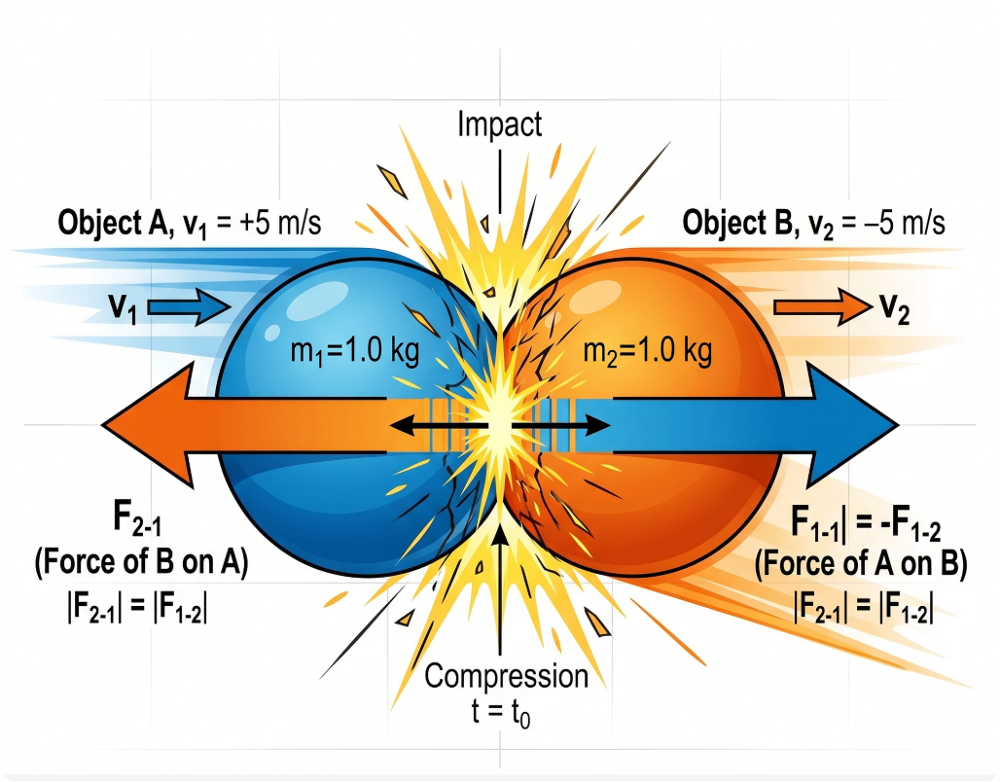 Impact
Object A, v₁ = +5 m/s
Object B, v₂ = –5 m/s
v₁
v₂
m₁=1.0 kg
m₂=1.0 kg
F₂₋₁
(Force of B on A)
|F₂₋₁| = |F₁₋₂|
F₁₋₁| = -F₁₋₂
(Force of A on B)
|F₂₋₁| = |F₁₋₂|
Compression
t = t₀